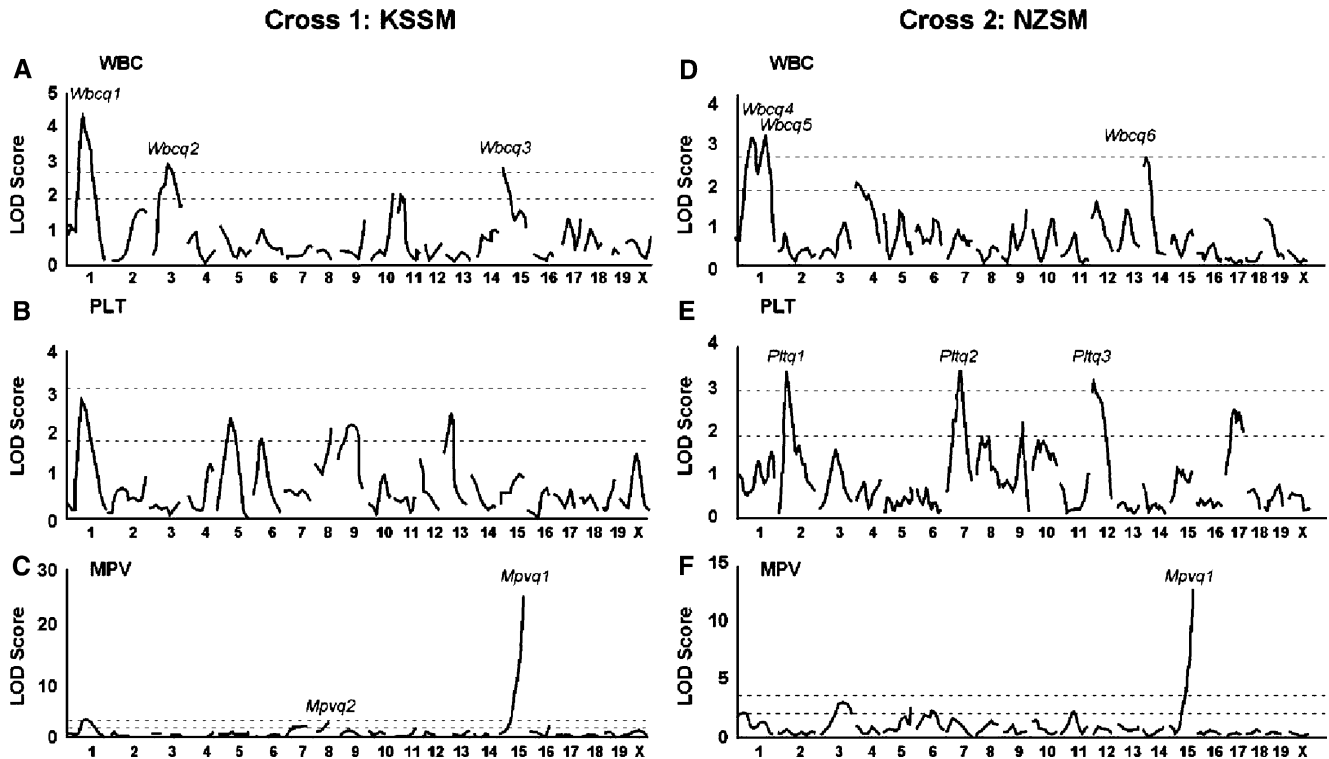 Cross 1: KSSM
A WBC
Wbcq1
Wbcq2
Wbcq3
LOD Score
5
4
3
2
1
0
1 2 3 4 5 6 7 8 9 10 11 12 13 14 15 16 17 18 19 X
B PLT
LOD Score
4
3
2
1
0
1 2 3 4 5 6 7 8 9 10 11 12 13 14 15 16 17 18 19 X
C MPV
Mpvq1
Mpvq2
LOD Score
30
20
10
0
1 2 3 4 5 6 7 8 9 10 11 12 13 14 15 16 17 18 19 X
Cross 2: NZSM
D WBC
Wbcq4
Wbcq5
Wbcq6
LOD Score
4
3
2
1
0
1 2 3 4 5 6 7 8 9 10 11 12 13 14 15 16 17 18 19 X
E PLT
Pltq1
Pltq2
Pltq3
LOD Score
4
3
2
1
0
1 2 3 4 5 6 7 8 9 10 11 12 13 14 15 16 17 18 19 X
F MPV
Mpvq1
LOD Score
15
10
5
0
1 2 3 4 5 6 7 8 9 10 11 12 13 14 15 16 17 18 19 X